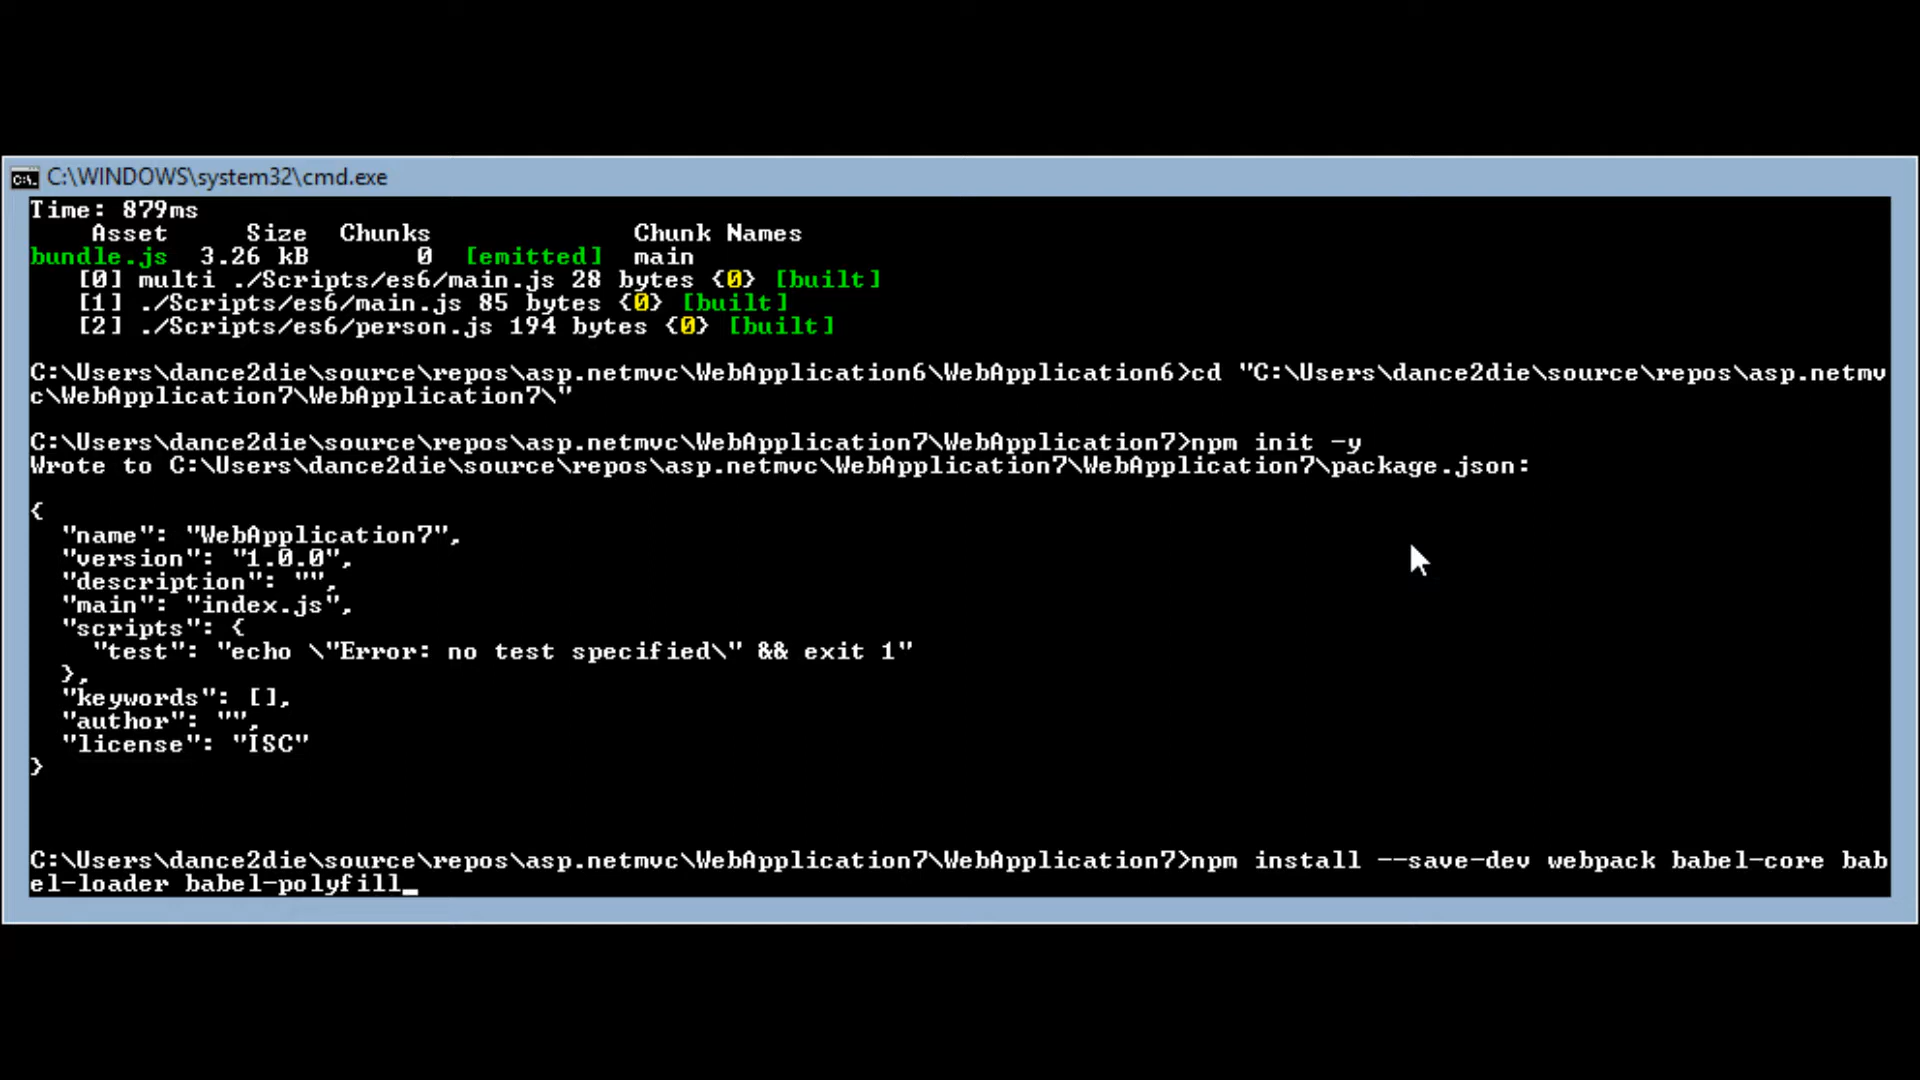 C:\WINDOWS\system32\cmd.exe
Time: 879ms
Asset Size Chunks Chunk Names
bundle.js 3.26 kB 0 [emitted] main
[0] multi ./Scripts/es6/main.js 28 bytes {0} [built]
[1] ./Scripts/es6/main.js 85 bytes {0} [built]
[2] ./Scripts/es6/person.js 194 bytes {0} [built]
C:\Users\dance2die\source\repos\asp.netmvc\WebApplication6\WebApplication6>cd "C:\Users\dance2die\source\repos\asp.netmv
c\WebApplication7\WebApplication7\"
C:\Users\dance2die\source\repos\asp.netmvc\WebApplication7\WebApplication7>npm init -y
Wrote to C:\Users\dance2die\source\repos\asp.netmvc\WebApplication7\WebApplication7\package.json:
{
"name": "WebApplication7",
"version": "1.0.0",
"description": "",
"main": "index.js",
"scripts": {
"test": "echo \"Error: no test specified\" && exit 1"
},
"keywords": [],
"author": "",
"license": "ISC"
}
C:\Users\dance2die\source\repos\asp.netmvc\WebApplication7\WebApplication7>npm install --save-dev webpack babel-core bab
el-loader babel-polyfill_